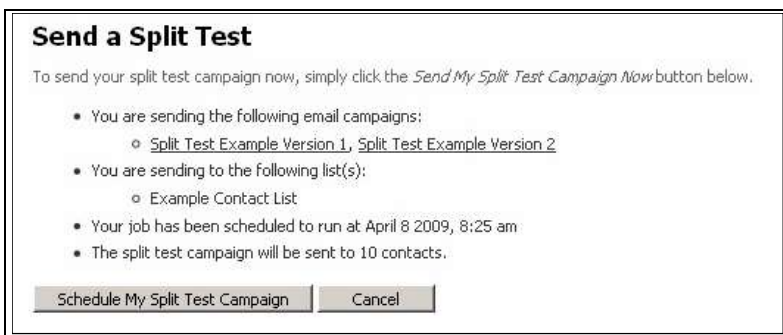 Send a Split Test
To send your split test campaign now, simply click the Send My Split Test Campaign Now button below.
You are sending the following email campaigns:
Split Test Example Version 1, Split Test Example Version 2
You are sending to the following list(s):
Example Contact List
Your job has been scheduled to run at April 8 2009, 8:25 am
The split test campaign will be sent to 10 contacts.
Schedule My Split Test Campaign Cancel